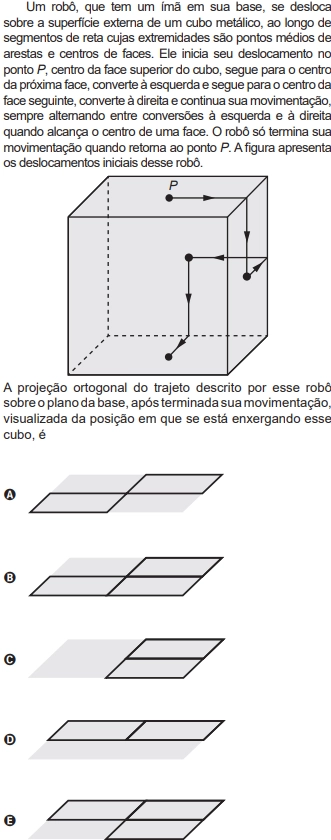 Um robô, que tem um ímã em sua base, se desloca
sobre a superfície externa de um cubo metálico, ao longo de
segmentos de reta cujas extremidades são pontos médios de
arestas e centros de faces. Ele inicia seu deslocamento no
ponto P, centro da face superior do cubo, segue para o centro
da próxima face, converte à esquerda e segue para o centro da
face seguinte, converte à direita e continua sua movimentação,
sempre alternando entre conversões à esquerda e à direita
quando alcança o centro de uma face. O robô só termina sua
movimentação quando retorna ao ponto P. A figura apresenta
os deslocamentos iniciais desse robô.
P
A projeção ortogonal do trajeto descrito por esse robô
sobre o plano da base, após terminada sua movimentação,
visualizada da posição em que se está enxergando esse
cubo, é
A
B
C
D
E